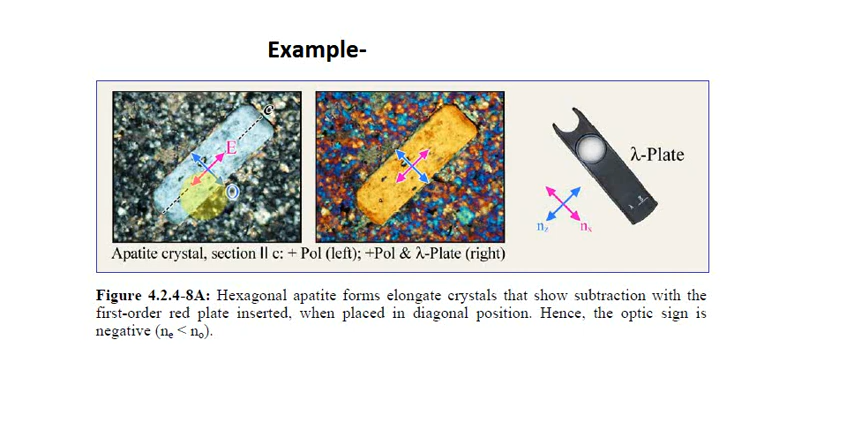 Example-
C
E
O
λ-Plate
nz
nx
Apatite crystal, section ∥ c: + Pol (left); +Pol & λ-Plate (right)
Figure 4.2.4-8A: Hexagonal apatite forms elongate crystals that show subtraction with the
first-order red plate inserted, when placed in diagonal position. Hence, the optic sign is
negative (ne < no).